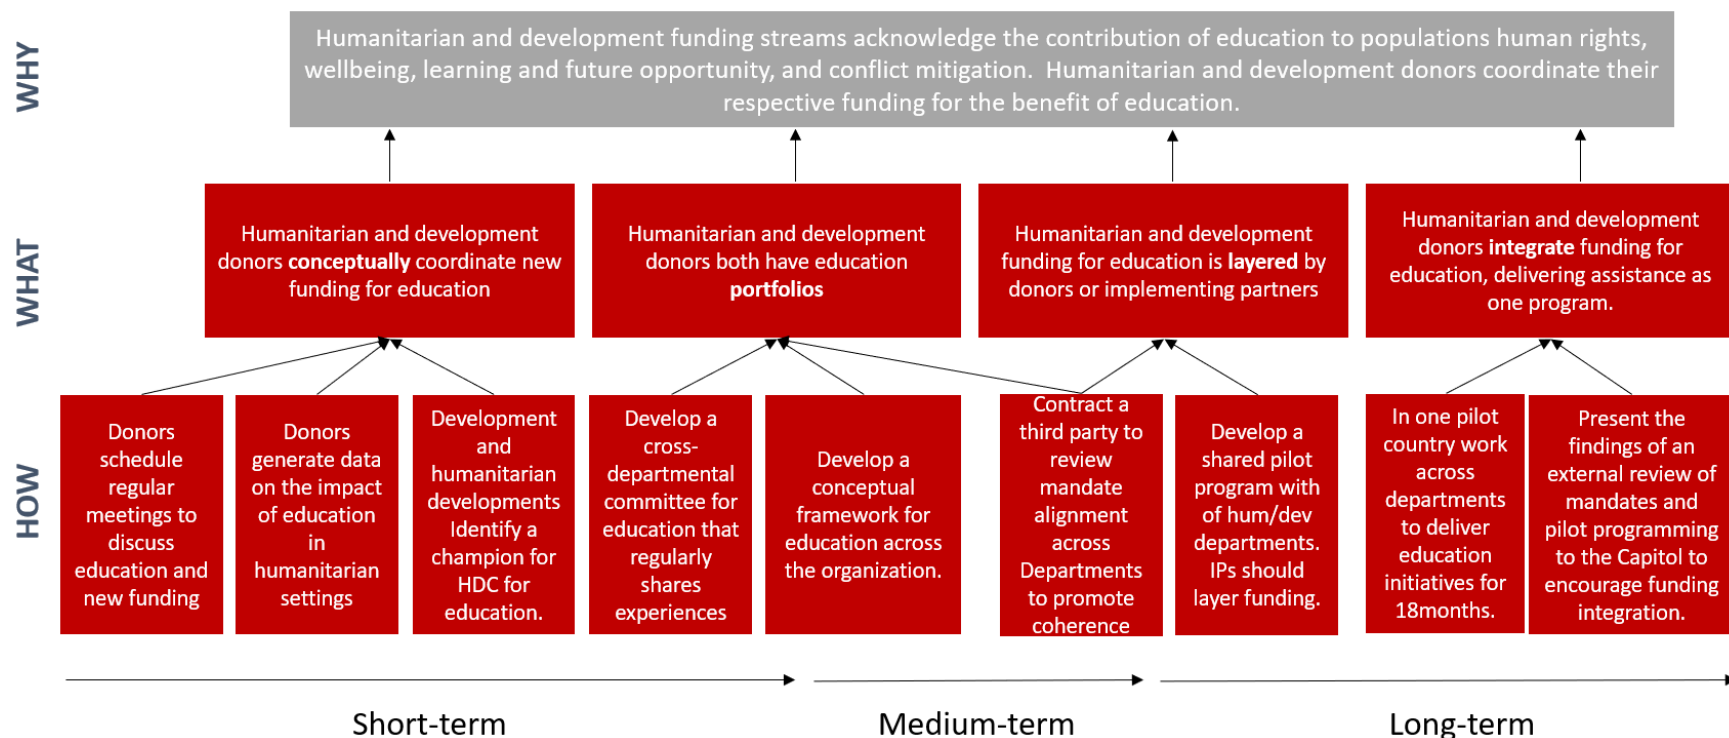 WHY
Humanitarian and development funding streams acknowledge the contribution of education to populations human rights,
wellbeing, learning and future opportunity, and conflict mitigation.  Humanitarian and development donors coordinate their
respective funding for the benefit of education.
WHAT
Humanitarian and development
donors conceptually coordinate new
funding for education
Humanitarian and development
donors both have education
portfolios
Humanitarian and development
funding for education is layered by
donors or implementing partners
Humanitarian and development
donors integrate funding for
education, delivering assistance as
one program.
HOW
Donors
schedule
regular
meetings to
discuss
education and
new funding
Donors
generate data
on the impact
of education
in
humanitarian
settings
Development
and
humanitarian
developments
Identify a
champion for
HDC for
education.
Develop a
cross-
departmental
committee for
education that
regularly
shares
experiences
Develop a
conceptual
framework for
education across
the organization.
Contract a
third party to
review
mandate
alignment
across
Departments
to promote
coherence
Develop a
shared pilot
program with
of hum/dev
departments.
IPs should
layer funding.
In one pilot
country work
across
departments
to deliver
education
initiatives for
18months.
Present the
findings of an
external review of
mandates and
pilot programming
to the Capitol to
encourage funding
integration.
Short-term
Medium-term
Long-term